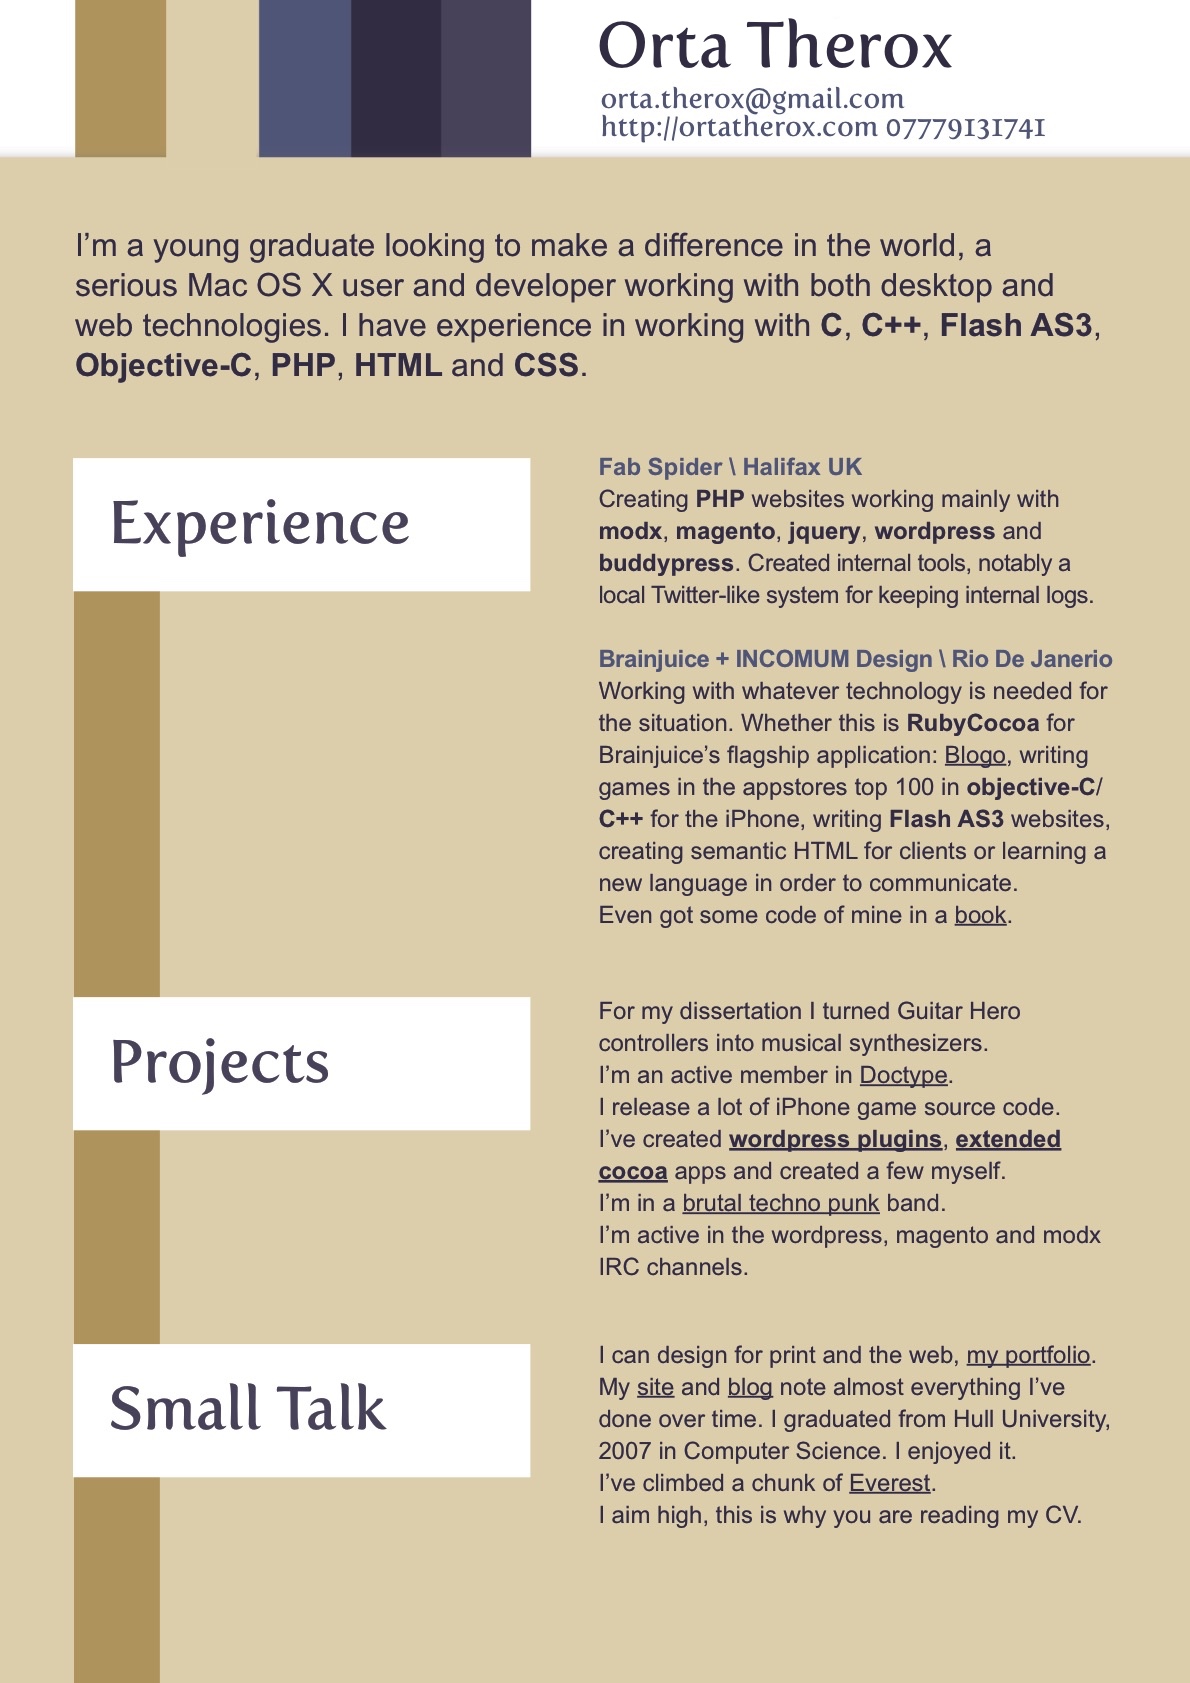 Orta Therox
orta.therox@gmail.com
http://ortatherox.com 07779131741
I’m a young graduate looking to make a difference in the world, a
serious Mac OS X user and developer working with both desktop and
web technologies. I have experience in working with C, C++, Flash AS3,
Objective-C, PHP, HTML and CSS.
Experience
Fab Spider \ Halifax UK
Creating PHP websites working mainly with
modx, magento, jquery, wordpress and
buddypress. Created internal tools, notably a
local Twitter-like system for keeping internal logs.
Brainjuice + INCOMUM Design \ Rio De Janerio
Working with whatever technology is needed for
the situation. Whether this is RubyCocoa for
Brainjuice’s flagship application: Blogo, writing
games in the appstores top 100 in objective-C/
C++ for the iPhone, writing Flash AS3 websites,
creating semantic HTML for clients or learning a
new language in order to communicate.
Even got some code of mine in a book.
Projects
For my dissertation I turned Guitar Hero
controllers into musical synthesizers.
I’m an active member in Doctype.
I release a lot of iPhone game source code.
I’ve created wordpress plugins, extended
cocoa apps and created a few myself.
I’m in a brutal techno punk band.
I’m active in the wordpress, magento and modx
IRC channels.
Small Talk
I can design for print and the web, my portfolio.
My site and blog note almost everything I’ve
done over time. I graduated from Hull University,
2007 in Computer Science. I enjoyed it.
I’ve climbed a chunk of Everest.
I aim high, this is why you are reading my CV.